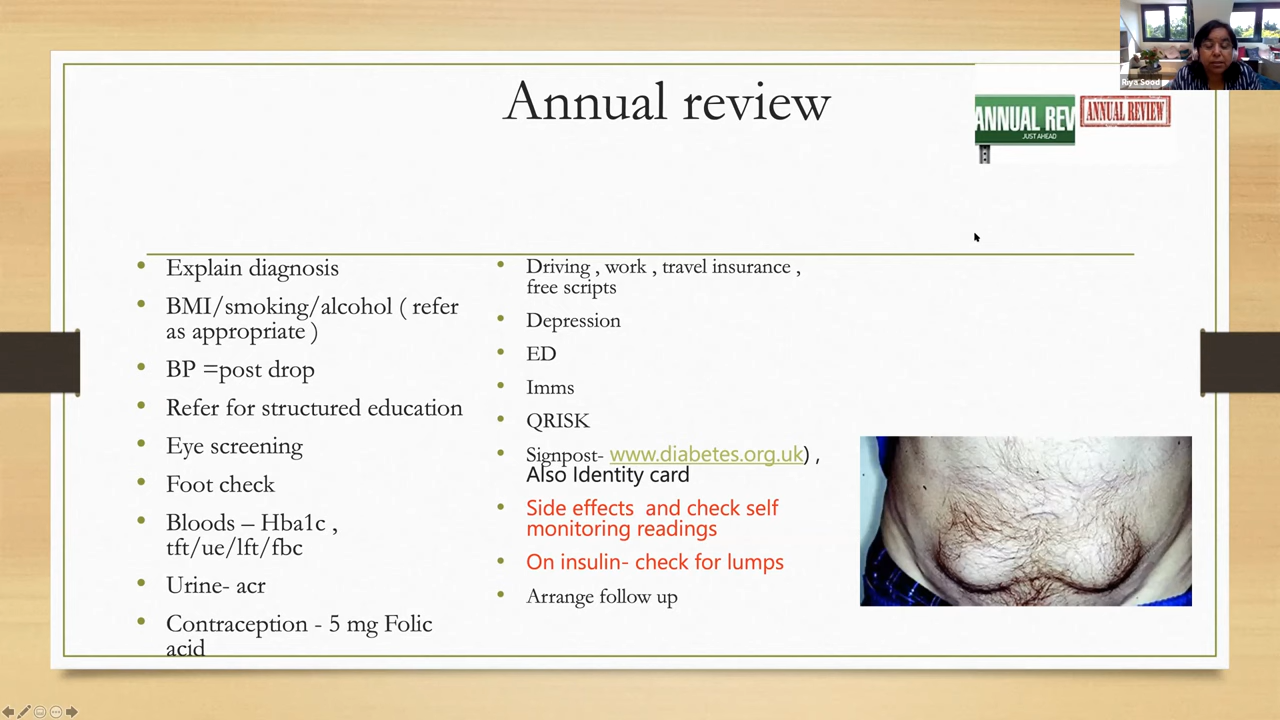 Riya Sood
Annual review
ANNUAL REV
JUST AHEAD
ANNUAL REVIEW
Explain diagnosis
BMI/smoking/alcohol ( refer
as appropriate )
BP =post drop
Refer for structured education
Eye screening
Foot check
Bloods – Hba1c ,
tft/ue/lft/fbc
Urine- acr
Contraception - 5 mg Folic
acid
Driving , work , travel insurance ,
free scripts
Depression
ED
Imms
QRISK
Signpost- www.diabetes.org.uk) ,
Also Identity card
Side effects and check self
monitoring readings
On insulin- check for lumps
Arrange follow up